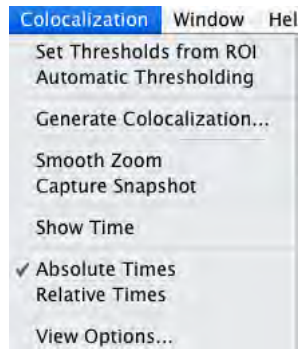 Colocalization Window Hel
Set Thresholds from ROI
Automatic Thresholding
Generate Colocalization...
Smooth Zoom
Capture Snapshot
Show Time
✓ Absolute Times
Relative Times
View Options...